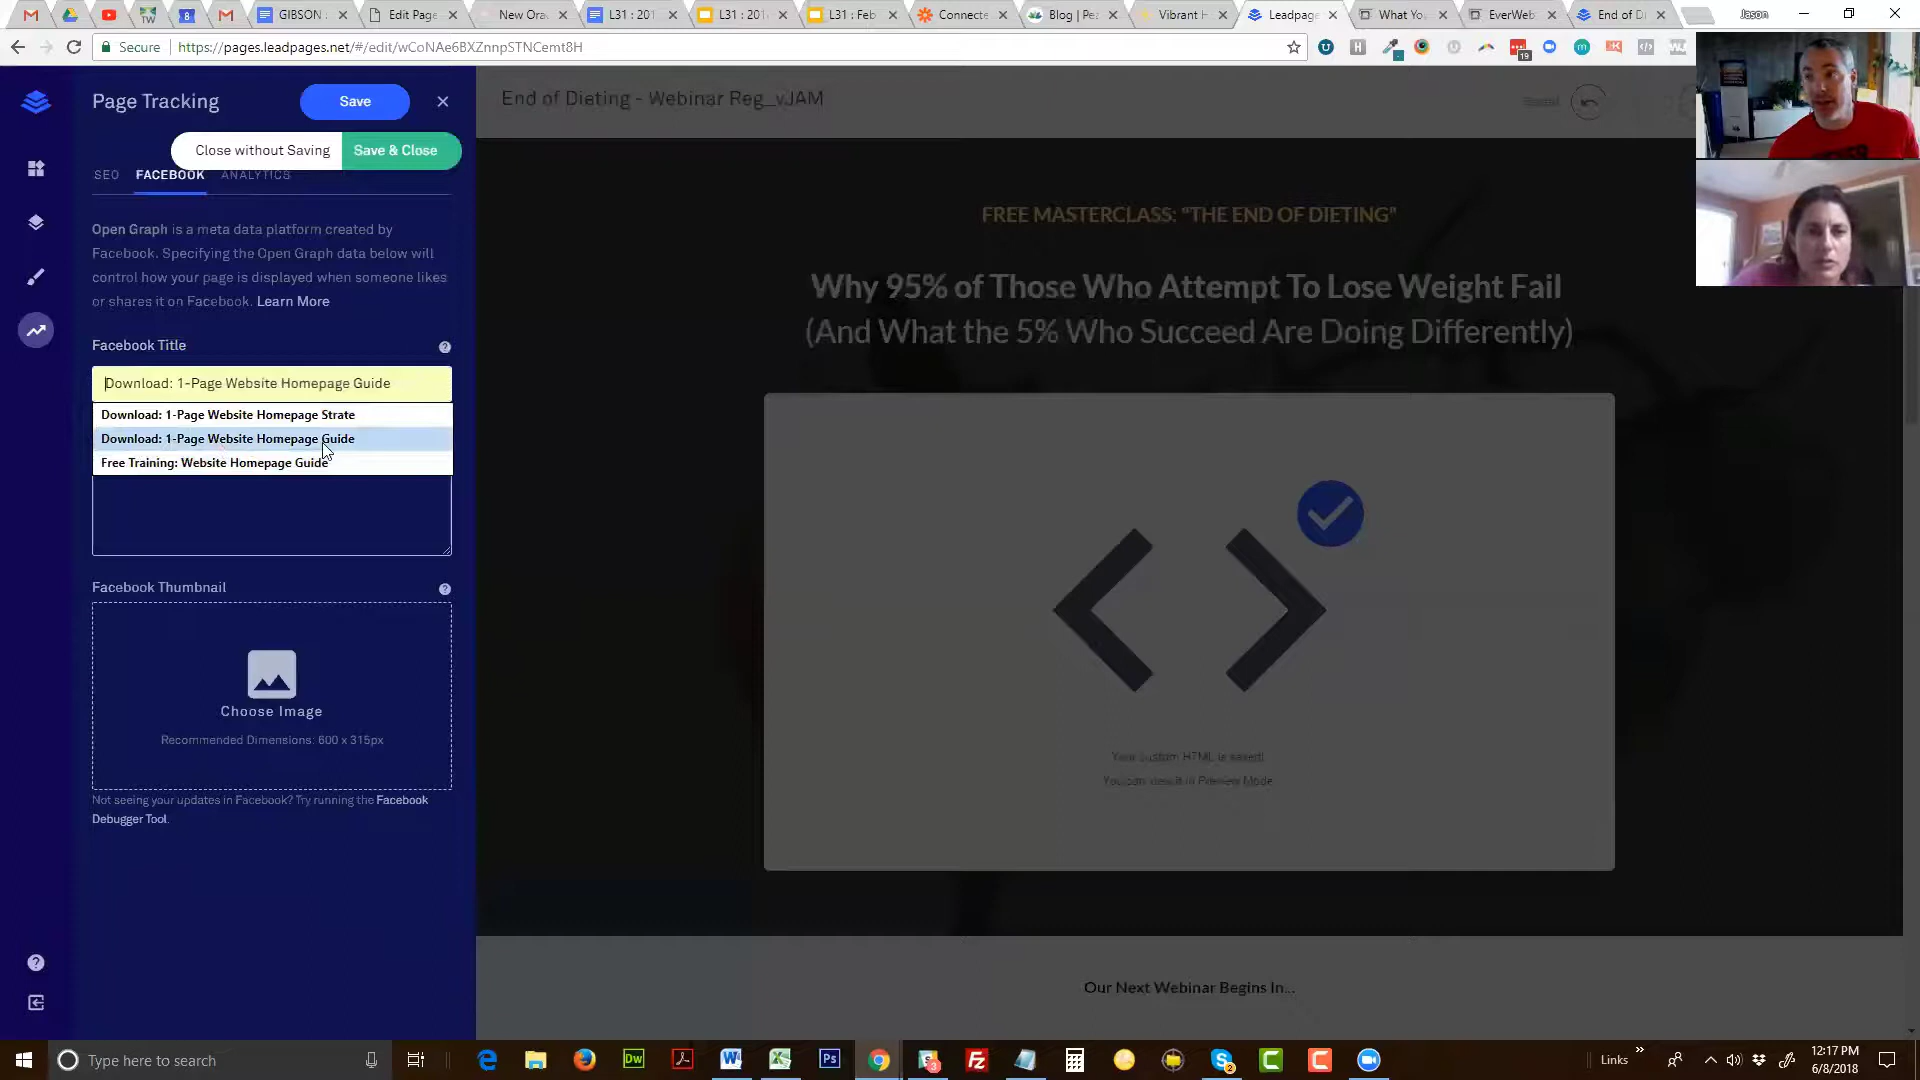 GIBSON
Edit Page
New Ora
L31 : 201
L31 : 201
L31 : Feb
Connecte
Blog | Pea
Vibrant H
Leadpage
What Yo
EverWeb
End of Di
Jason
Secure
https://pages.leadpages.net/#/edit/wCoNAe6BXZnnpSTNCemt8H
Page Tracking
Save
End of Dieting - Webinar Reg_vJAM
Saved
Close without Saving
Save & Close
SEO
FACEBOOK
ANALYTICS
Open Graph is a meta data platform created by
Facebook. Specifying the Open Graph data below will
control how your page is displayed when someone likes
or shares it on Facebook. Learn More
Facebook Title
Download: 1-Page Website Homepage Guide
Download: 1-Page Website Homepage Strate
Download: 1-Page Website Homepage Guide
Free Training: Website Homepage Guide
Facebook Thumbnail
Choose Image
Recommended Dimensions: 600 x 315px
Not seeing your updates in Facebook? Try running the Facebook
Debugger Tool.
FREE MASTERCLASS: "THE END OF DIETING"
Why 95% of Those Who Attempt To Lose Weight Fail
(And What the 5% Who Succeed Are Doing Differently)
Your custom HTML is saved!
You can view it in Preview Mode.
Our Next Webinar Begins In...
Type here to search
Links
12:17 PM
6/8/2018